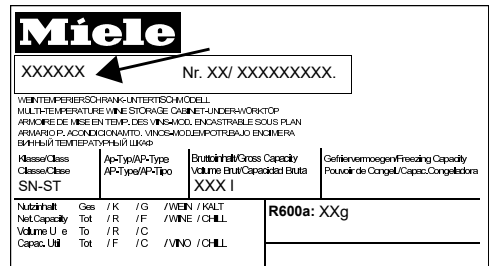 Miele
XXXXXX Nr. XX/ XXXXXXXXX.
WEINTEMPERIERSCHRANK-UNTERTISCHMODELL
MULTI-TEMPERATURE WINE STORAGE CABINET-UNDER-WORKTOP
ARMOIRE DE MISE EN TEMP. DES VINS-MOD. ENCASTRABLE SOUS PLAN
ARMARIO P. ACONDICIONAMTO. VINOS-MOD.EMPOTR.BAJO ENCIMERA
ВИННЫЙ ТЕМПЕРАТУРНЫЙ ШКАФ
Klasse/Class
Classe/Clase
SN-ST
Ap-Typ/AP-Type
AP-Type/AP-Tipo
Bruttoinhalt/Gross Capacity
Volume Brut/Capacidad Bruta
XXX l
Gefriervermoegen/Freezing Capacity
Pouvoir de Congel./Capac.Congeladora
Nutzinhalt Ges / K / G / WEIN / KALT
Net.Capacity Tot / R / F / WINE / CHILL
Volume U e To / R / C
Capac. Util Tot / F / C / VINO / CHILL
R600a: XXg